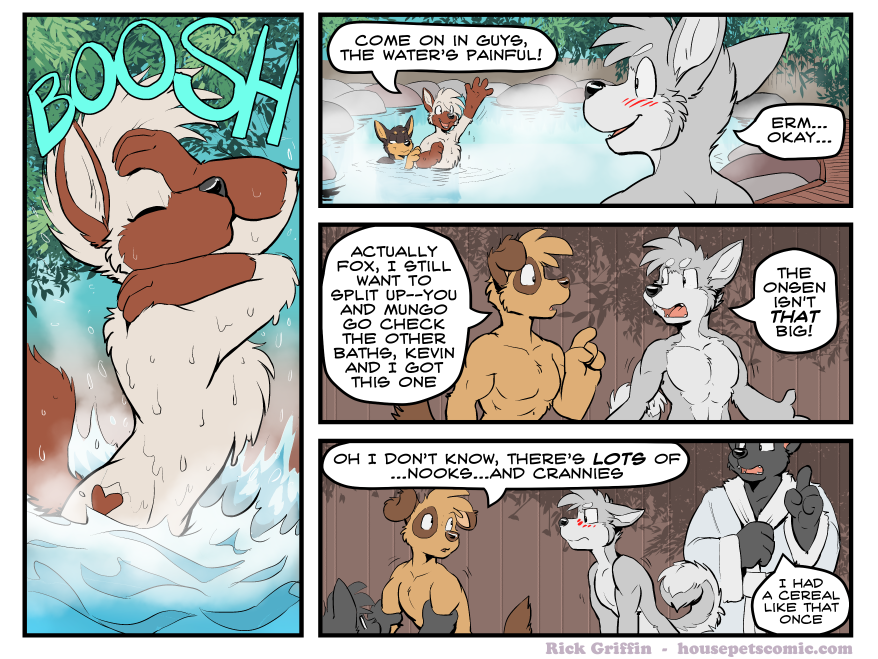 BOOSH
COME ON IN GUYS,
THE WATER'S PAINFUL!
ERM...
OKAY...
ACTUALLY
FOX, I STILL
WANT TO
SPLIT UP--YOU
AND MUNGO
GO CHECK
THE OTHER
BATHS, KEVIN
AND I GOT
THIS ONE
THE
ONSEN
ISN'T
THAT
BIG!
OH I DON'T KNOW, THERE'S LOTS OF
...NOOKS...AND CRANNIES
I HAD
A CEREAL
LIKE THAT
ONCE
Rick Griffin - housepetscomic.com